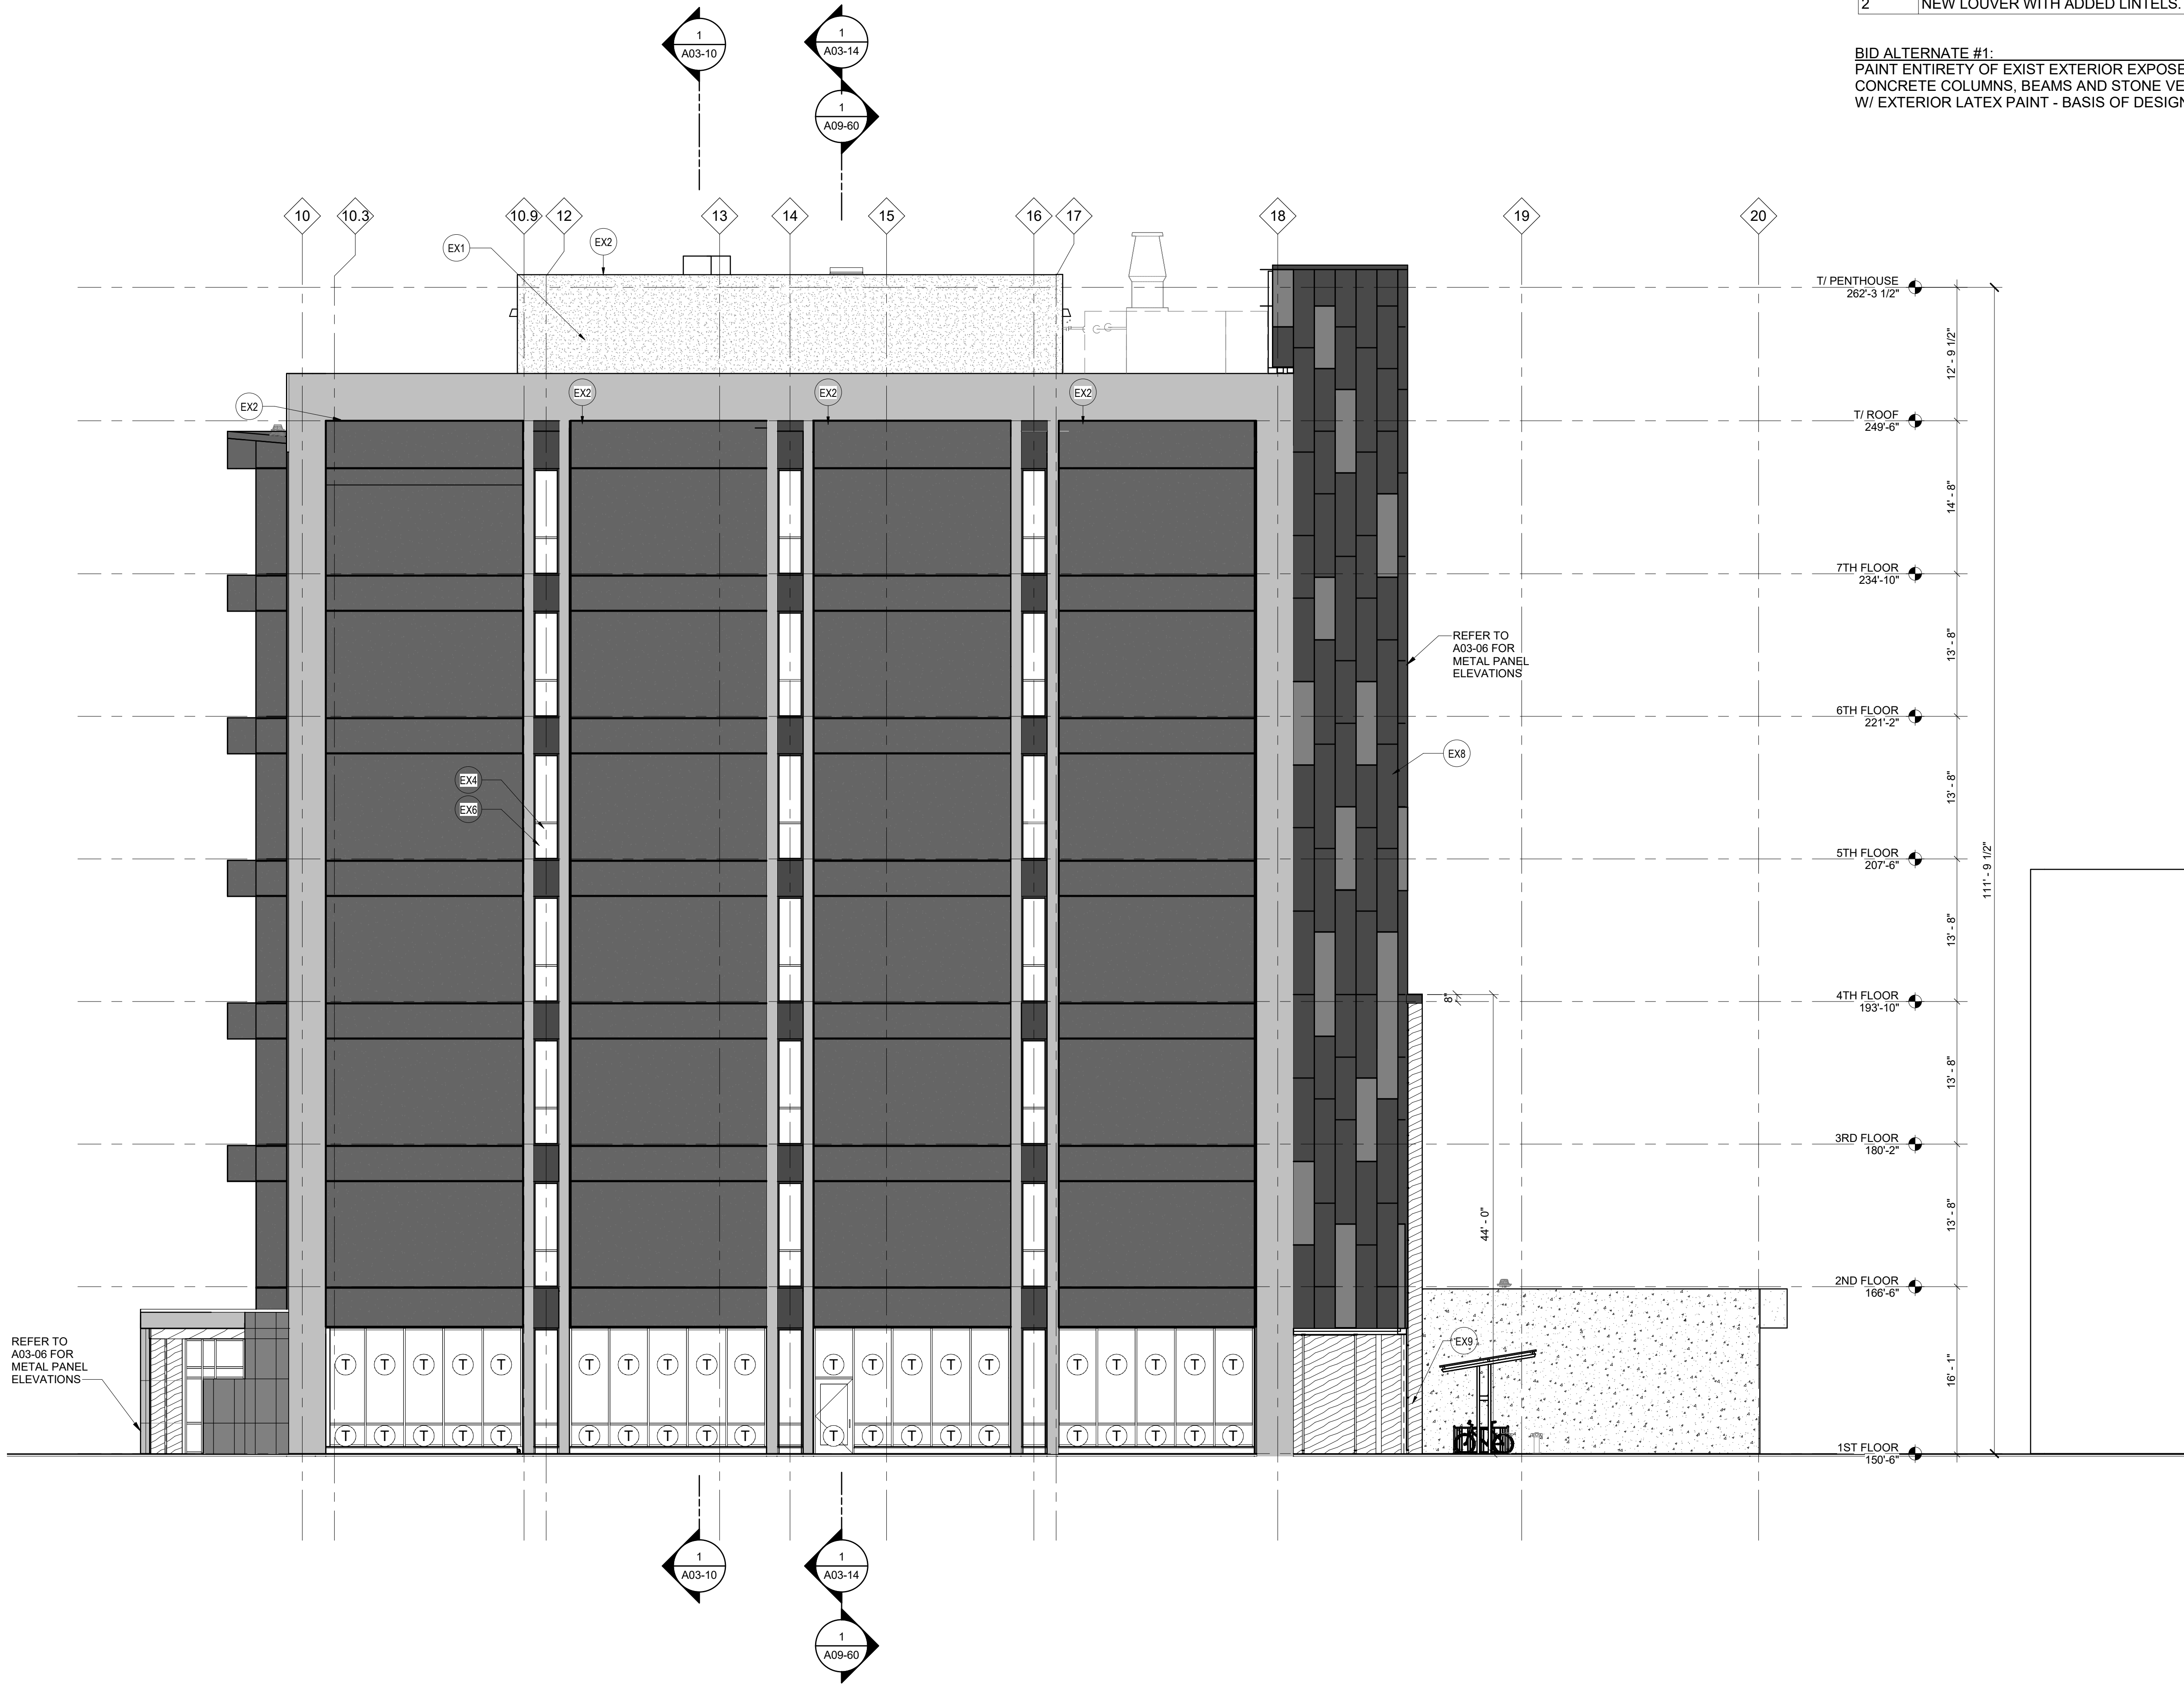 2 NEW LOUVER WITH ADDED LINTELS.
BID ALTERNATE #1:
PAINT ENTIRETY OF EXIST EXTERIOR
CONCRETE COLUMNS, BEAMS AND STONE
W/ EXTERIOR LATEX PAINT - BASIS OF
1
A03-10
1
A03-14
1
A09-60
10
10.3
10.9
12
13
14
15
16
17
18
19
20
EX1
EX2
EX2
EX2
EX2
EX2
T/ PENTHOUSE
262'-3 1/2"
12' - 9 1/2"
T/ ROOF
249'-6"
14' - 8"
7TH FLOOR
234'-10"
13' - 8"
REFER TO
A03-06 FOR
METAL PANEL
ELEVATIONS
6TH FLOOR
221'-2"
EX8
EX4
EX6
13' - 8"
5TH FLOOR
207'-6"
111' - 9 1/2"
13' - 8"
4TH FLOOR
193'-10"
8"
13' - 8"
3RD FLOOR
180'-2"
44' - 0"
13' - 8"
2ND FLOOR
166'-6"
EX9
REFER TO
A03-06 FOR
METAL PANEL
ELEVATIONS
T T T T T T T T T T T T T T T T T T T T
16' - 1"
T T T T T T T T T T T T T T T T T T T T
1ST FLOOR
150'-6"
1
A03-10
1
A03-14
1
A09-60